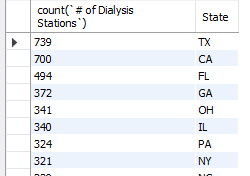 count(`# of Dialysis
Stations`) State
739 TX
700 CA
494 FL
372 GA
341 OH
340 IL
324 PA
321 NY